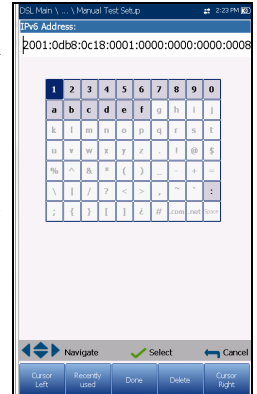 DSL Main \ ... \ Manual Test Setup 2:23 PM
IPv6 Address:
2001:0db8:0c18:0001:0000:0000:0000:0008
1 2 3 4 5 6 7 8 9 0
a b c d e f g h i j
k l m n o p q r s t
u v w x y z . ! @ $
% ^ & * ( ) _ - + =
\ | / ? < > , ~ ` :
; { } [ ] ¿ # .com .net Space
Navigate Select Cancel
Cursor Left Recently used Done Delete Cursor Right